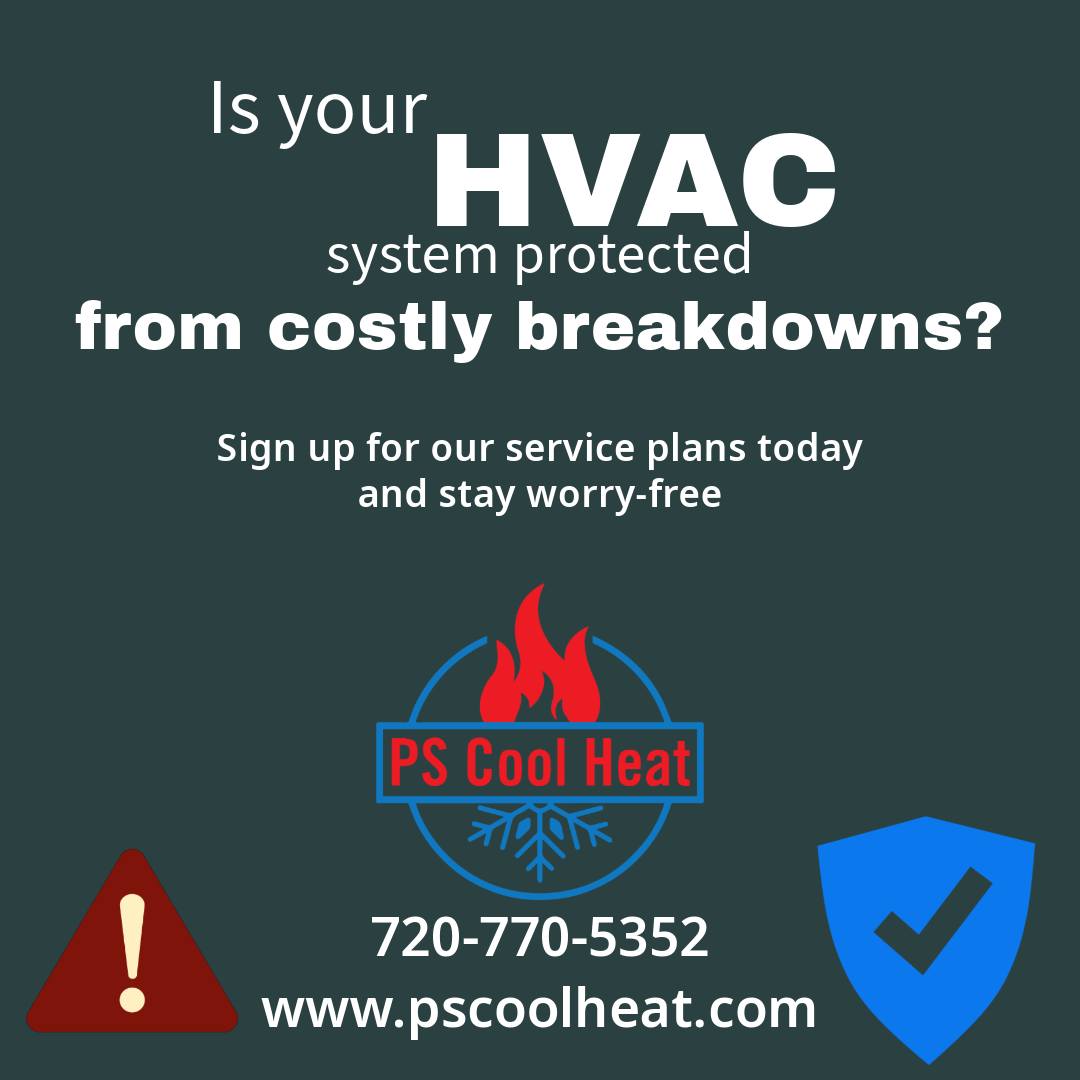 Is your
HVAC
system protected
from costly breakdowns?
Sign up for our service plans today
and stay worry-free
PS Cool Heat
720-770-5352
www.pscoolheat.com